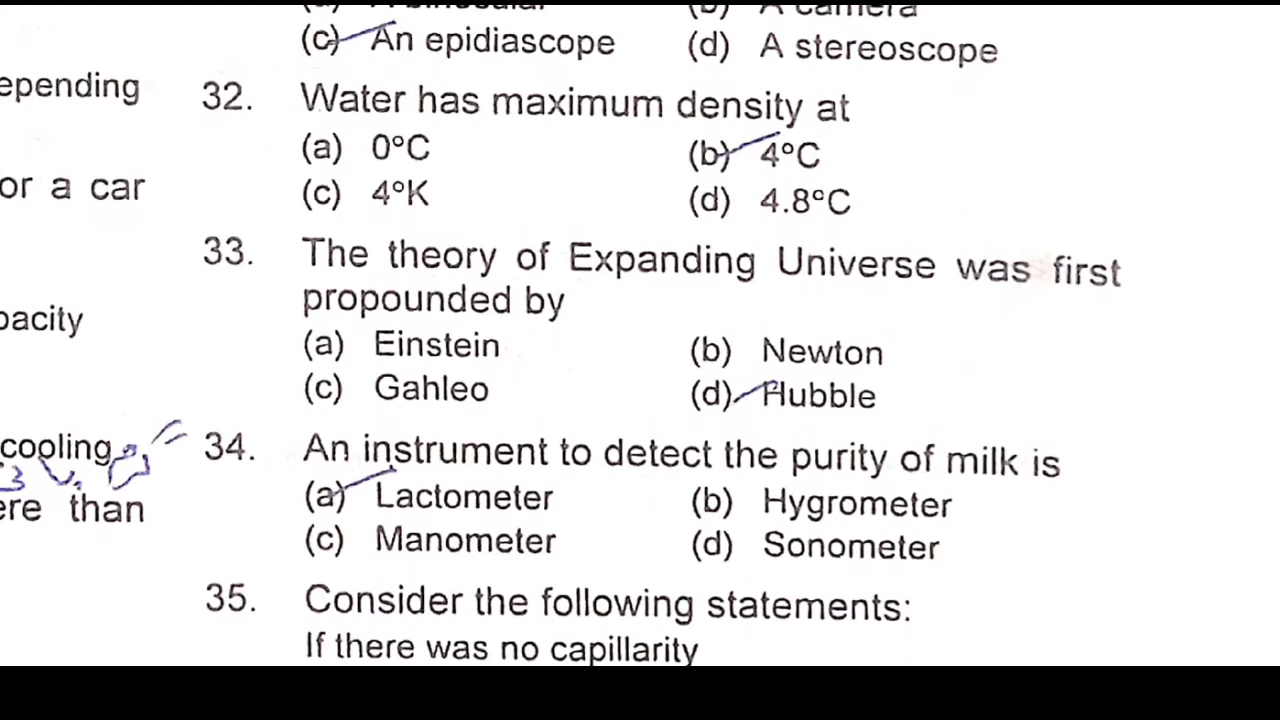 (c) An epidiascope (d) A stereoscope
32. Water has maximum density at
(a) 0°C (b) 4°C
(c) 4°K (d) 4.8°C
33. The theory of Expanding Universe was first
propounded by
(a) Einstein (b) Newton
(c) Gahleo (d) Hubble
34. An instrument to detect the purity of milk is
(a) Lactometer (b) Hygrometer
(c) Manometer (d) Sonometer
35. Consider the following statements:
If there was no capillarity
epending
or a car
pacity
cooling
ere than